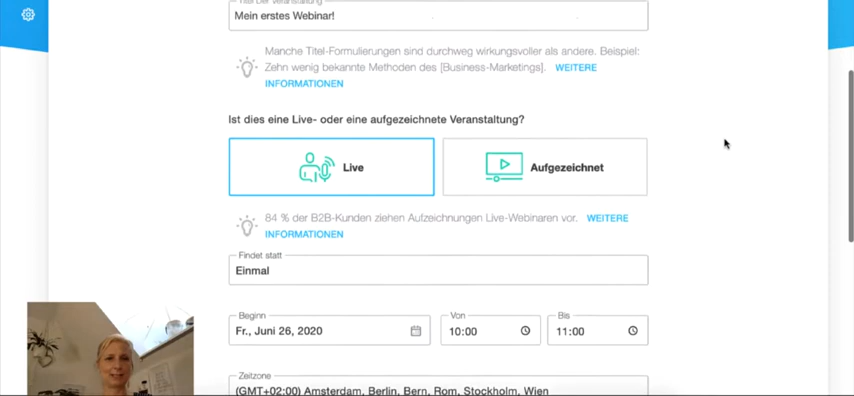 Titel Der Veranstaltung
Mein erstes Webinar!
Manche Titel-Formulierungen sind durchweg wirkungsvoller als andere. Beispiel:
Zehn wenig bekannte Methoden des [Business-Marketings]. WEITERE
INFORMATIONEN
Ist dies eine Live- oder eine aufgezeichnete Veranstaltung?
Live
Aufgezeichnet
84 % der B2B-Kunden ziehen Aufzeichnungen Live-Webinaren vor. WEITERE
INFORMATIONEN
Findet statt
Einmal
Beginn
Von
Bis
Fr., Juni 26, 2020
10:00
11:00
Zeitzone
(GMT+02:00) Amsterdam, Berlin, Bern, Rom, Stockholm, Wien